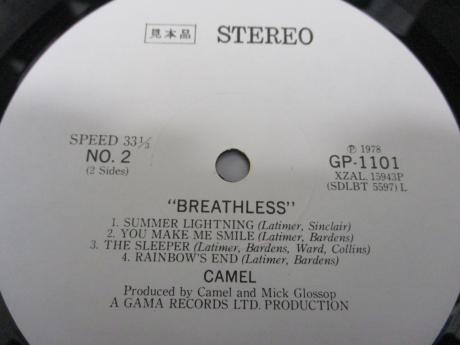 見本品 STEREO
SPEED 33 1/3
NO. 2
(2 Sides)
℗ 1978
GP-1101
XZAL. 15943P
(SDLBT 5597) L
"BREATHLESS"
1. SUMMER LIGHTNING (Latimer, Sinclair)
2. YOU MAKE ME SMILE (Latimer, Bardens)
3. THE SLEEPER (Latimer, Bardens, Ward, Collins)
4. RAINBOW'S END (Latimer, Bardens)
CAMEL
Produced by Camel and Mick Glossop
A GAMA RECORDS LTD. PRODUCTION